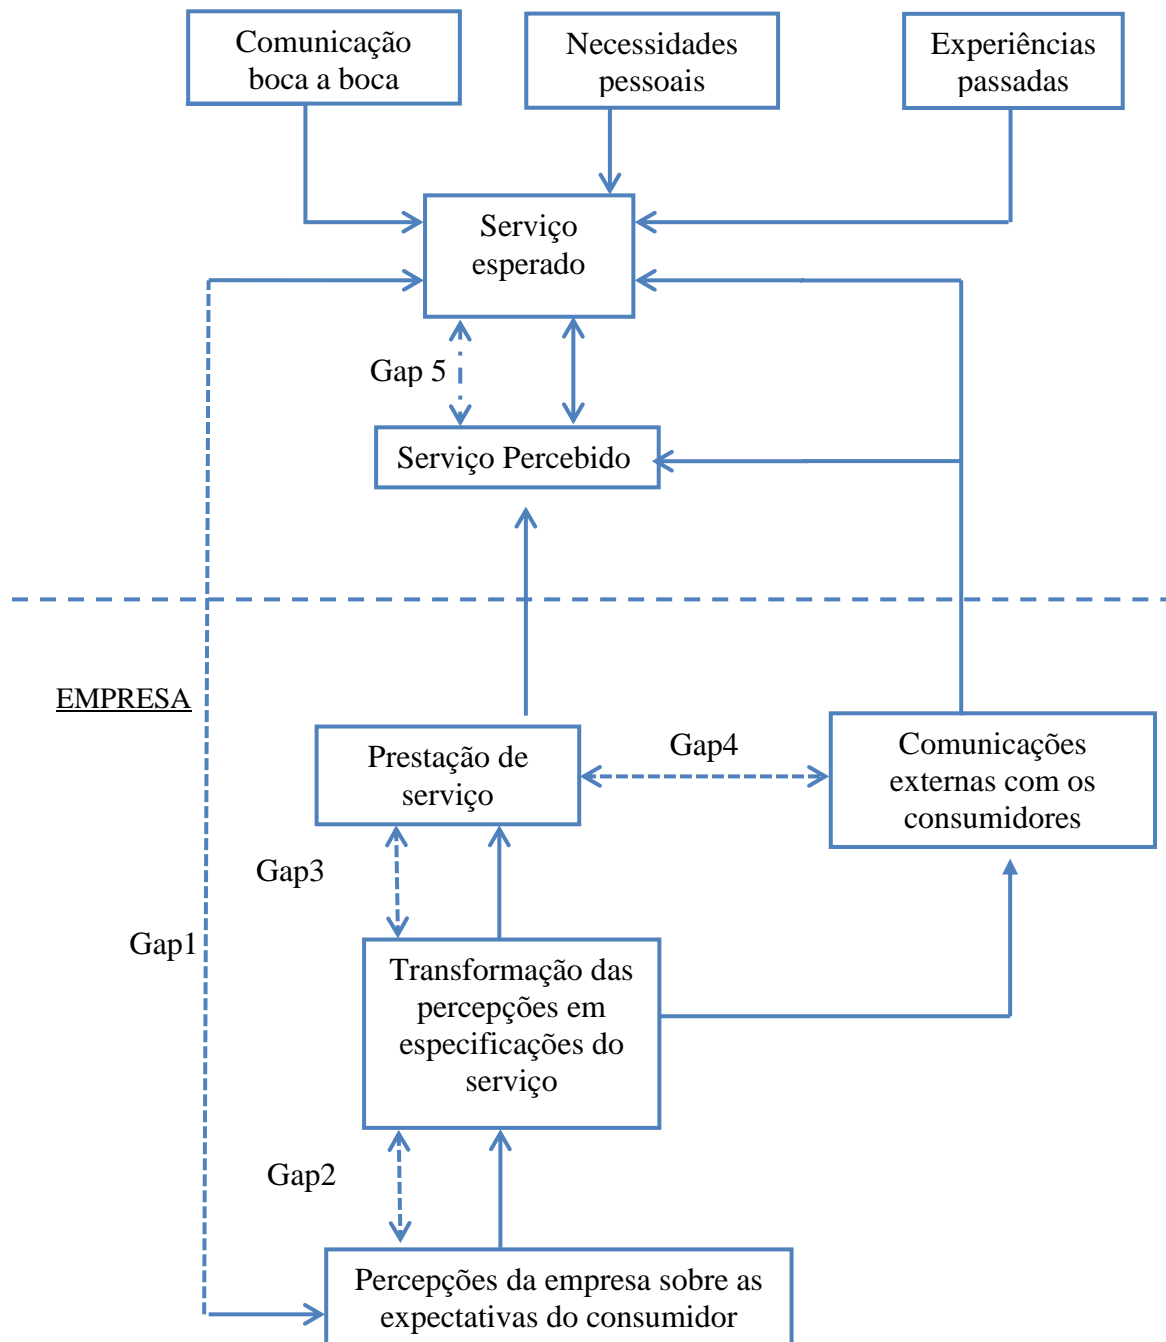 Comunicação
boca a boca
Necessidades
pessoais
Experiências
passadas
Serviço
esperado
Gap 5
Serviço Percebido
EMPRESA
Prestação de
serviço
Gap4
Comunicações
externas com os
consumidores
Gap3
Gap1
Transformação das
percepções em
especificações do
serviço
Gap2
Percepções da empresa sobre as
expectativas do consumidor